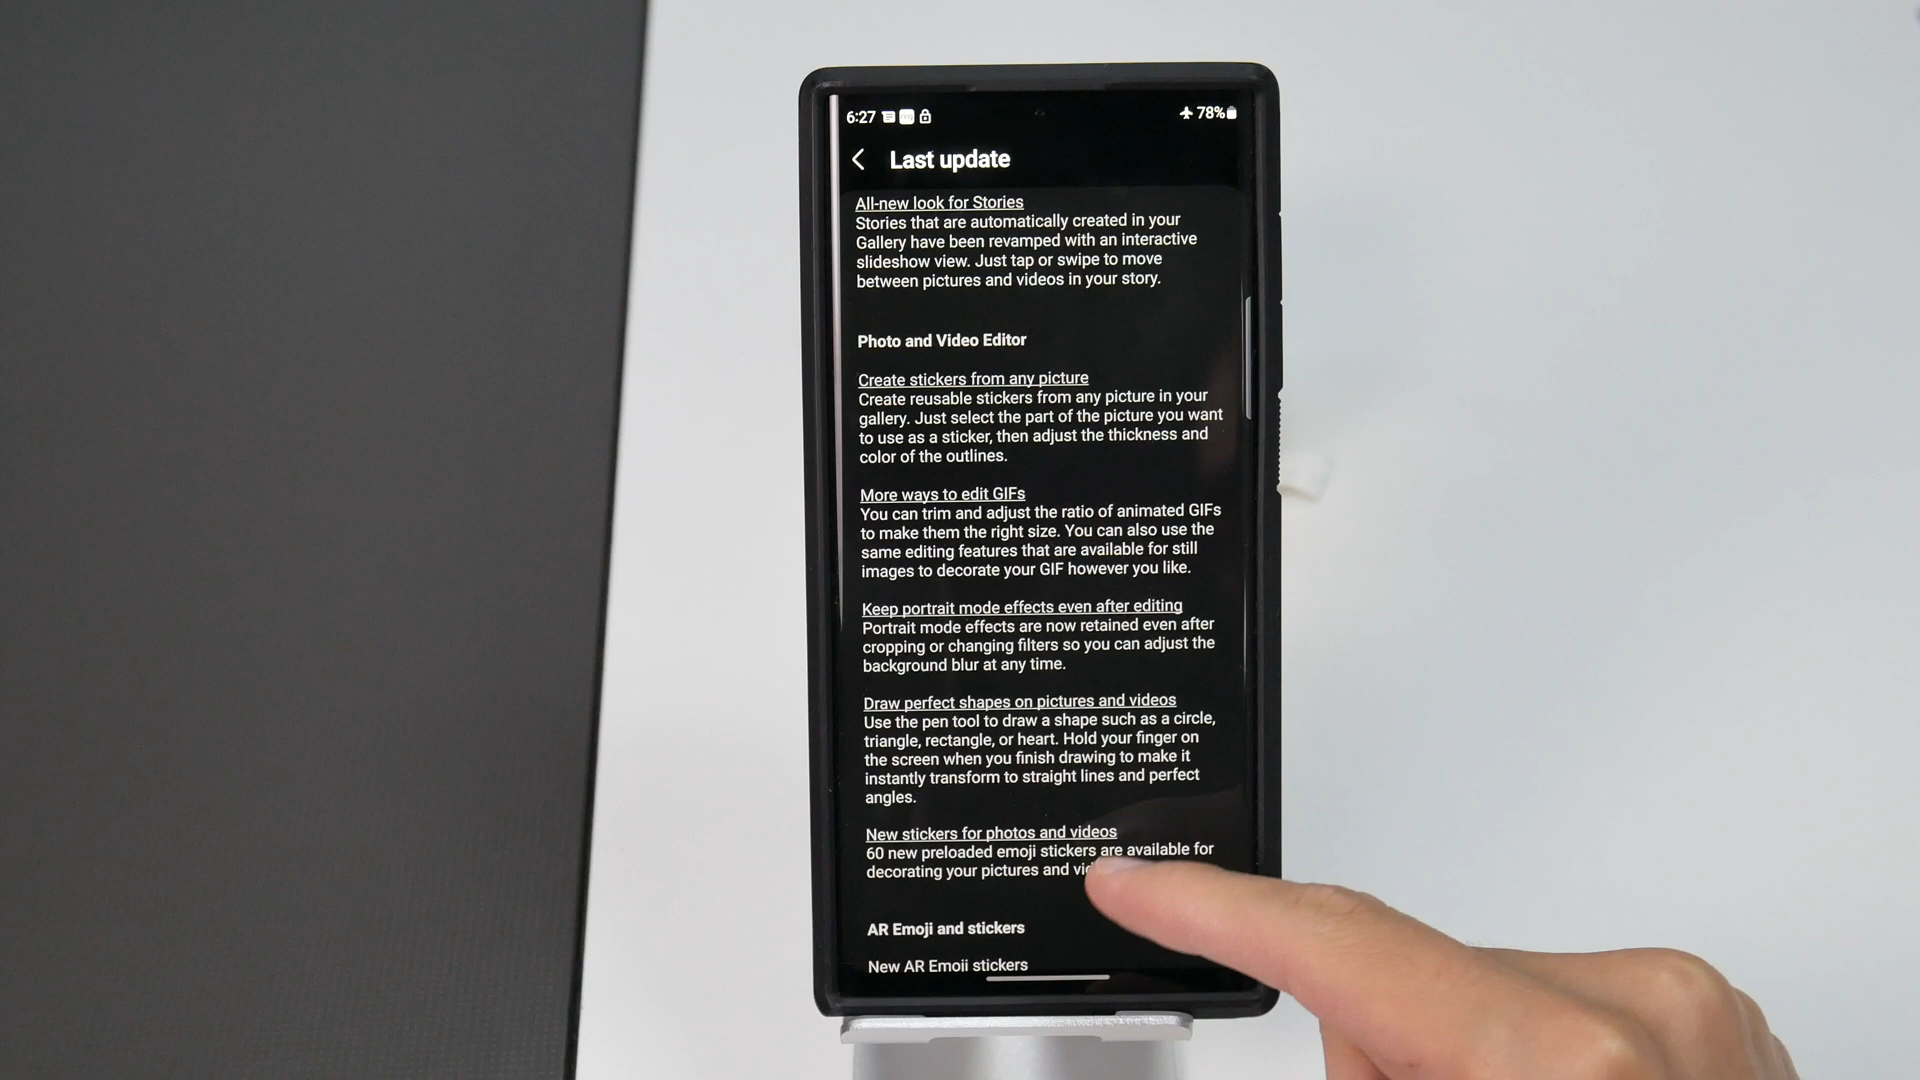 6:27
78%
Last update
All-new look for Stories
Stories that are automatically created in your
Gallery have been revamped with an interactive
slideshow view. Just tap or swipe to move
between pictures and videos in your story.
Photo and Video Editor
Create stickers from any picture
Create reusable stickers from any picture in your
gallery. Just select the part of the picture you want
to use as a sticker, then adjust the thickness and
color of the outlines.
More ways to edit GIFs
You can trim and adjust the ratio of animated GIFs
to make them the right size. You can also use the
same editing features that are available for still
images to decorate your GIF however you like.
Keep portrait mode effects even after editing
Portrait mode effects are now retained even after
cropping or changing filters so you can adjust the
background blur at any time.
Draw perfect shapes on pictures and videos
Use the pen tool to draw a shape such as a circle,
triangle, rectangle, or heart. Hold your finger on
the screen when you finish drawing to make it
instantly transform to straight lines and perfect
angles.
New stickers for photos and videos
60 new preloaded emoji stickers are available for
decorating your pictures and
AR Emoji and stickers
New AR Emoji stickers